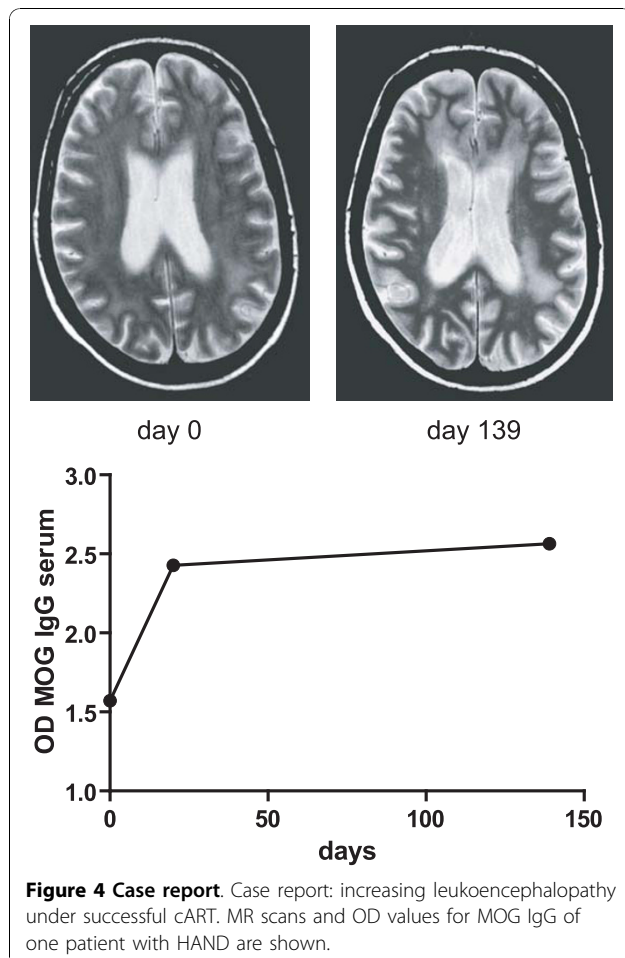 day 0
day 139
3.0
2.5
2.0
1.5
1.0
OD MOG IgG serum
0
50
100
150
days
Figure 4 Case report. Case report: increasing leukoencephalopathy
under successful cART. MR scans and OD values for MOG IgG of
one patient with HAND are shown.